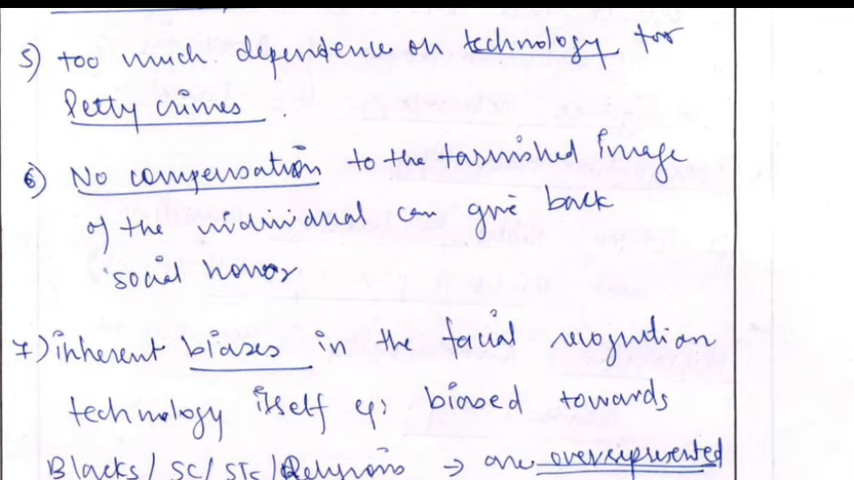 5) too much dependence on technology for
Petty crimes.
6) No compensation to the tarnished image
of the individual can give back
social honor
7) inherent biases in the facial recognition
technology itself eg: biased towards
Blacks/SC/STs/Religions → are overrepresented